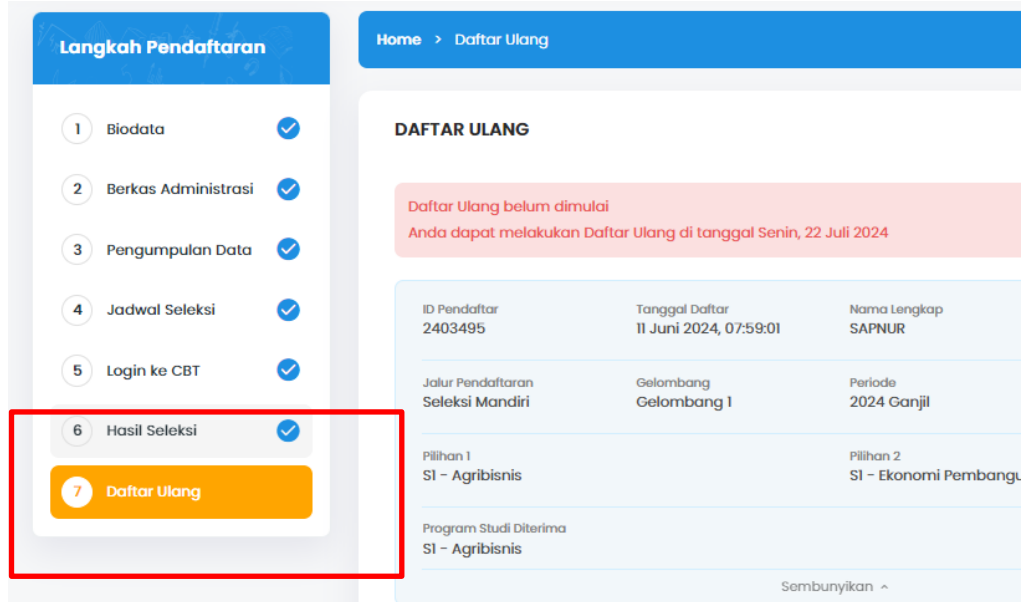 Langkah Pendaftaran
1 Biodata
2 Berkas Administrasi
3 Pengumpulan Data
4 Jadwal Seleksi
5 Login ke CBT
6 Hasil Seleksi
7 Daftar Ulang
Home > Daftar Ulang
DAFTAR ULANG
Daftar Ulang belum dimulai
Anda dapat melakukan Daftar Ulang di tanggal Senin, 22 Juli 2024
ID Pendaftar Tanggal Daftar Nama Lengkap
2403495 11 Juni 2024, 07:59:01 SAPNUR
Jalur Pendaftaran Gelombang Periode
Seleksi Mandiri Gelombang 1 2024 Ganjil
Pilihan 1 Pilihan 2
S1 - Agribisnis S1 - Ekonomi Pembangu
Program Studi Diterima
S1 - Agribisnis
Sembunyikan